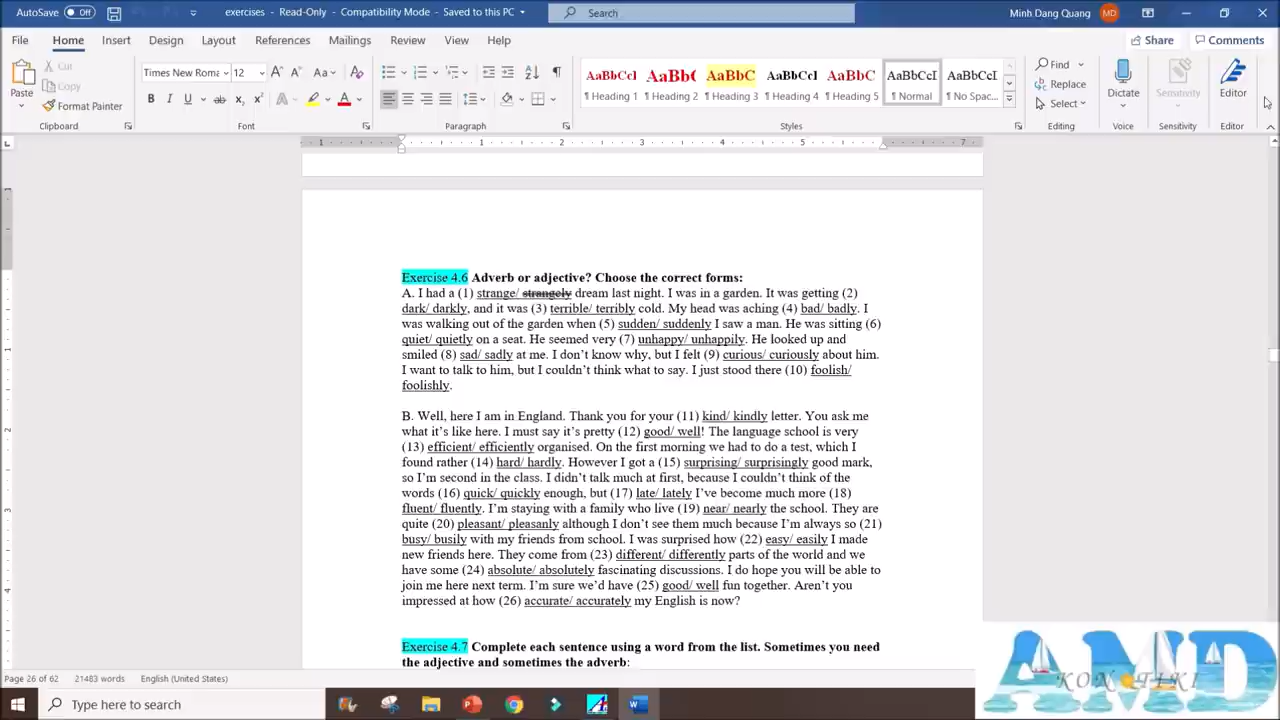 AutoSave Off
exercises - Read-Only - Compatibility Mode - Saved to this PC
Search
Minh Dang Quang
MD
File Home Insert Design Layout References Mailings Review View Help
Share Comments
Paste
Cut
Copy
Format Painter
Times New Roma 12
AaBbCcI AaBbC AaBbC AaBbCcI AaBbC AaBbCcI AaBbCcI
¶ Heading 1 ¶ Heading 2 ¶ Heading 3 ¶ Heading 4 ¶ Heading 5 ¶ Normal ¶ No Spac...
Find
Replace
Select
Dictate Sensitivity Editor
Clipboard Font Paragraph Styles Editing Voice Sensitivity Editor
1 1 2 3 4 5 7
Exercise 4.6 Adverb or adjective? Choose the correct forms:
A. I had a (1) strange/ strangely dream last night. I was in a garden. It was getting (2)
dark/ darkly, and it was (3) terrible/ terribly cold. My head was aching (4) bad/ badly. I
was walking out of the garden when (5) sudden/ suddenly I saw a man. He was sitting (6)
quiet/ quietly on a seat. He seemed very (7) unhappy/ unhappily. He looked up and
smiled (8) sad/ sadly at me. I don't know why, but I felt (9) curious/ curiously about him.
I want to talk to him, but I couldn't think what to say. I just stood there (10) foolish/
foolishly.
B. Well, here I am in England. Thank you for your (11) kind/ kindly letter. You ask me
what it's like here. I must say it's pretty (12) good/ well! The language school is very
(13) efficient/ efficiently organised. On the first morning we had to do a test, which I
found rather (14) hard/ hardly. However I got a (15) surprising/ surprisingly good mark,
so I'm second in the class. I didn't talk much at first, because I couldn't think of the
words (16) quick/ quickly enough, but (17) late/ lately I've become much more (18)
fluent/ fluently. I'm staying with a family who live (19) near/ nearly the school. They are
quite (20) pleasant/ pleasanly although I don't see them much because I'm always so (21)
busy/ busily with my friends from school. I was surprised how (22) easy/ easily I made
new friends here. They come from (23) different/ differently parts of the world and we
have some (24) absolute/ absolutely fascinating discussions. I do hope you will be able to
join me here next term. I'm sure we'd have (25) good/ well fun together. Aren't you
impressed at how (26) accurate/ accurately my English is now?
Exercise 4.7 Complete each sentence using a word from the list. Sometimes you need
the adjective and sometimes the adverb:
Page 26 of 62 21483 words English (United States)
Type here to search
AMD
KON TIKI